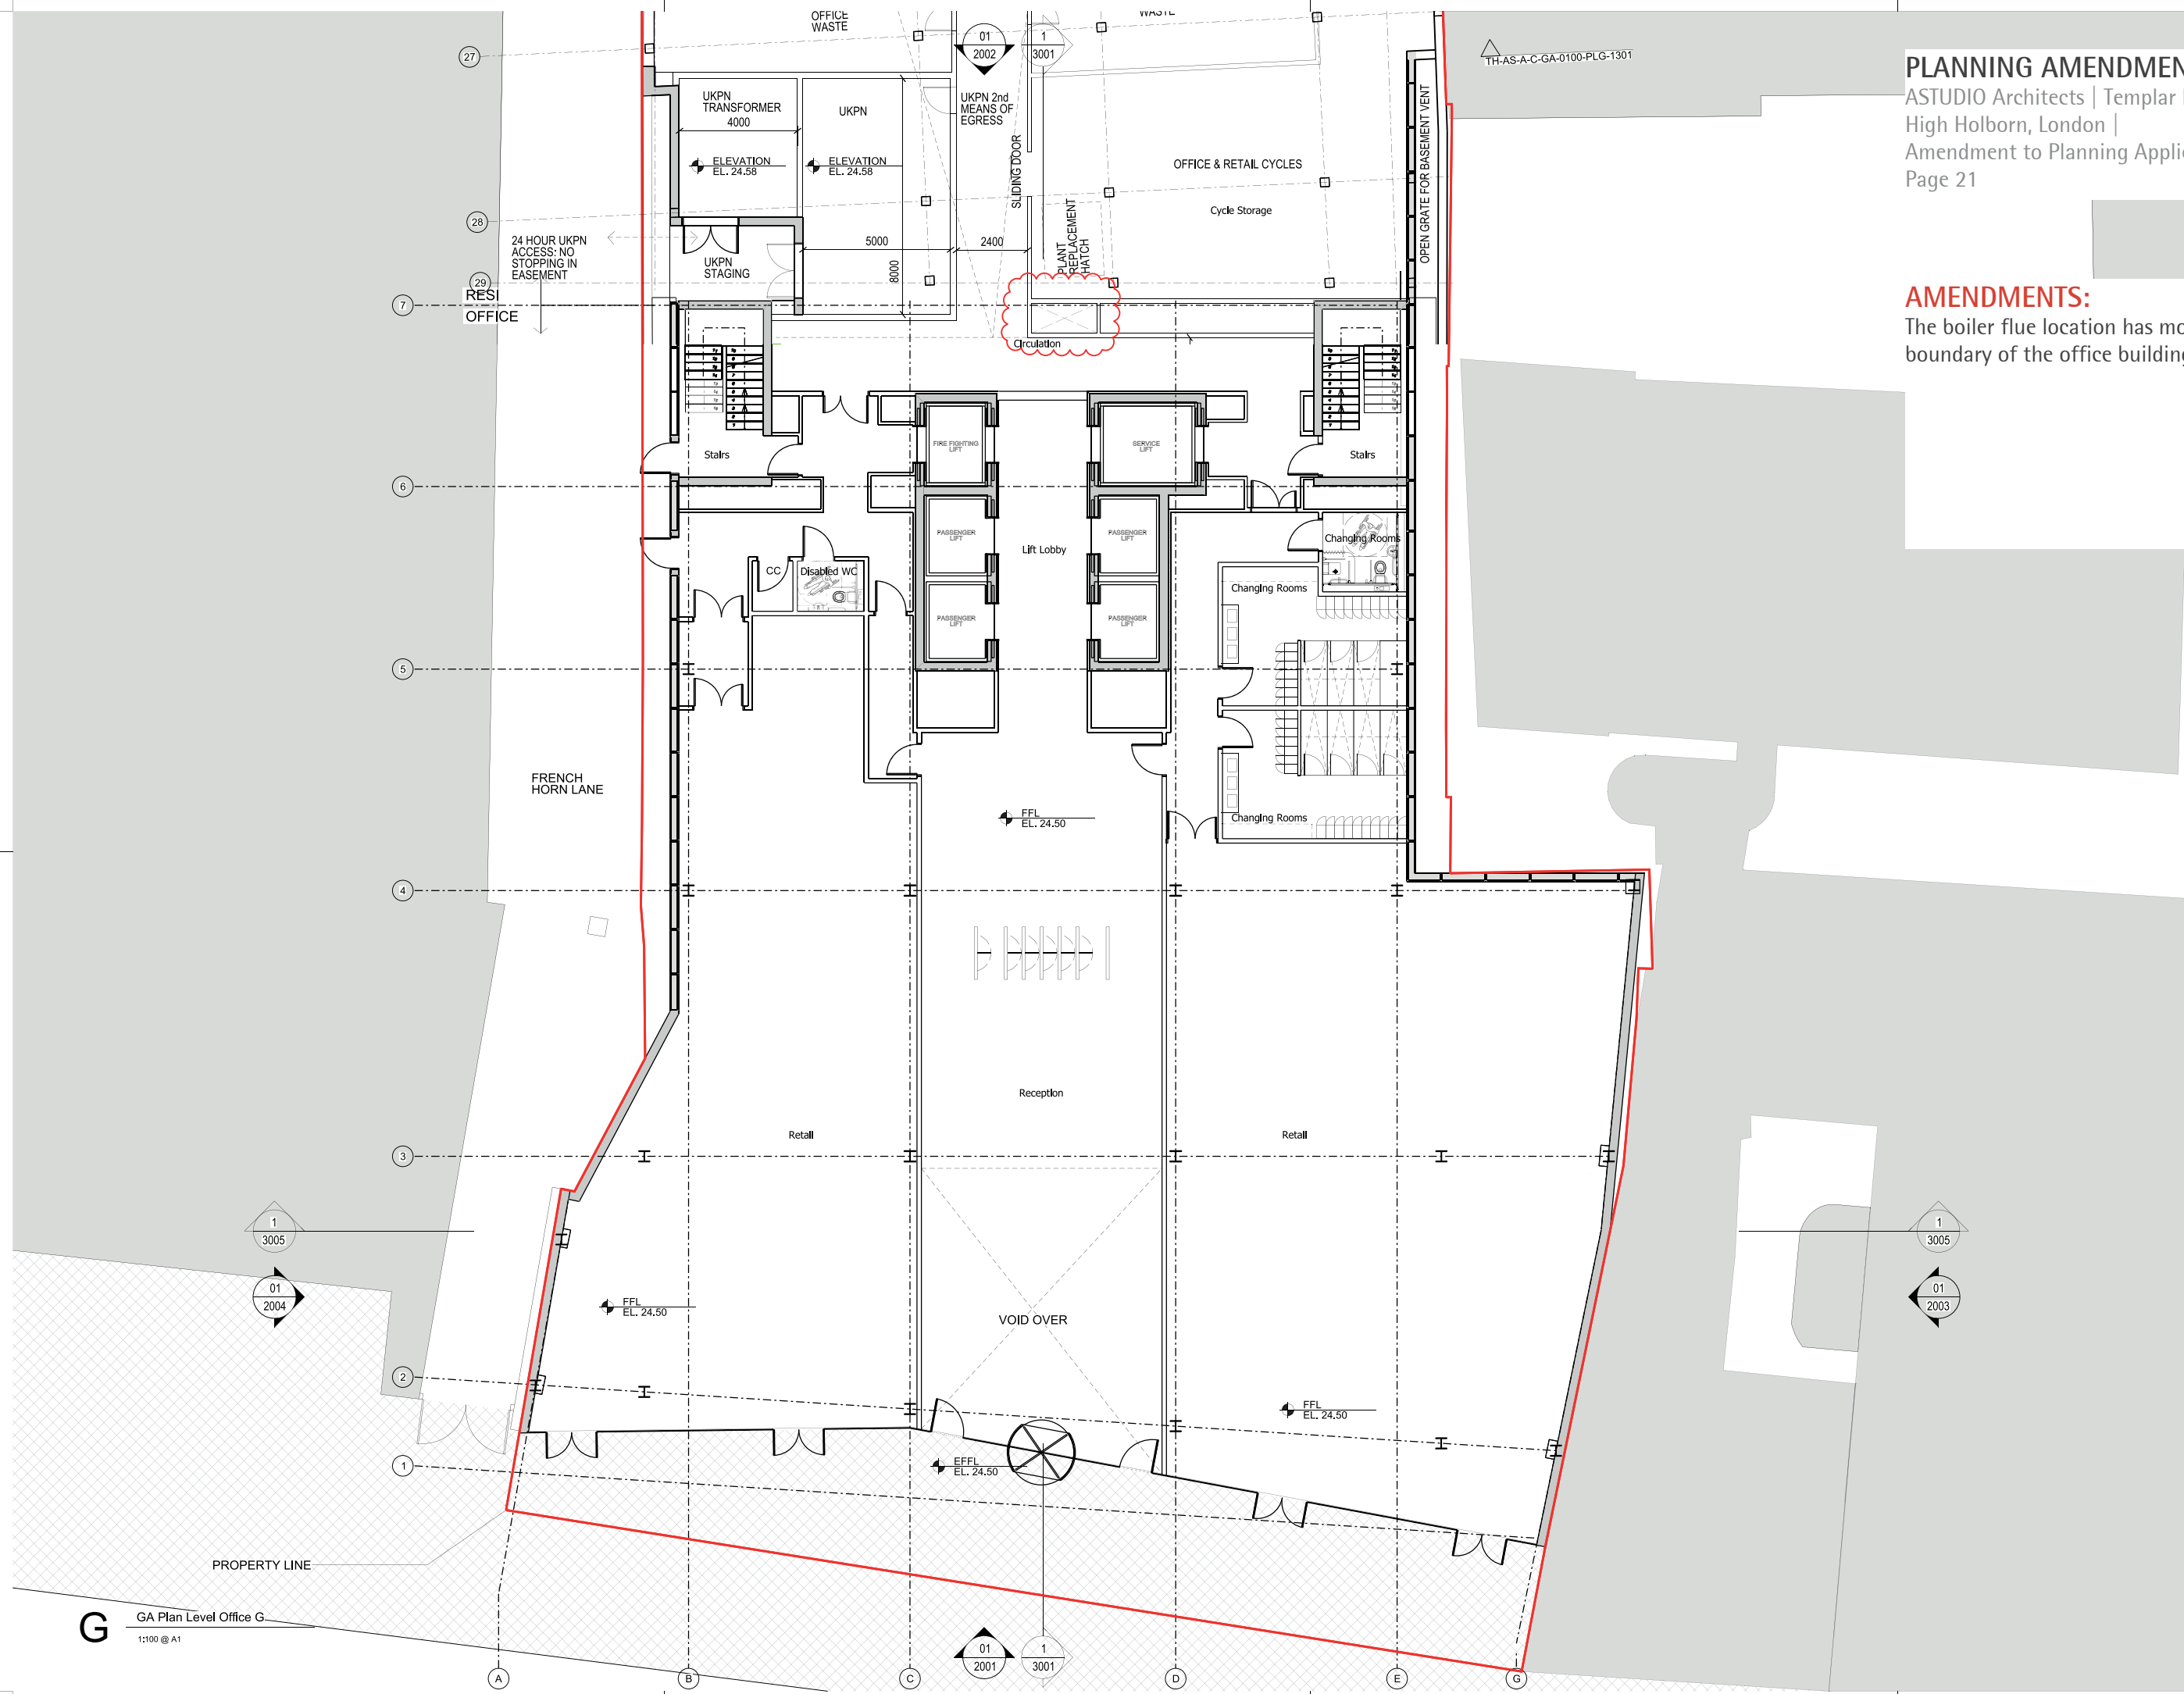 OFFICE
WASTE
01
2002
1
3001
27
TH-AS-A-C-GA-0100-PLG-1301
PLANNING AMENDMEN
ASTUDIO Architects | Templar
High Holborn, London |
Amendment to Planning Appli
Page 21
UKPN
TRANSFORMER
4000
UKPN
UKPN 2nd
MEANS OF
EGRESS
ELEVATION
EL. 24.58
ELEVATION
EL. 24.58
SLIDING DOOR
OFFICE & RETAIL CYCLES
Cycle Storage
OPEN GRATE FOR BASEMENT VENT
28
24 HOUR UKPN
ACCESS: NO
STOPPING IN
EASEMENT
UKPN
STAGING
5000
8000
2400
PLANT
REPLACEMENT
HATCH
29
RESI
OFFICE
7
Circulation
AMENDMENTS:
The boiler flue location has mo
boundary of the office building
Stairs
FIRE FIGHTING
LIFT
SERVICE
LIFT
Stairs
6
PASSENGER
LIFT
Lift Lobby
PASSENGER
LIFT
Changing Rooms
CC
Disabled WC
Changing Rooms
PASSENGER
LIFT
PASSENGER
LIFT
5
FRENCH
HORN LANE
FFL
EL. 24.50
Changing Rooms
4
Reception
Retail
Retail
3
1
3005
1
3005
01
2004
01
2003
FFL
EL. 24.50
VOID OVER
2
FFL
EL. 24.50
1
EFFL
EL. 24.50
PROPERTY LINE
G
GA Plan Level Office G
1:100 @ A1
01
2001
1
3001
A
B
C
D
E
G